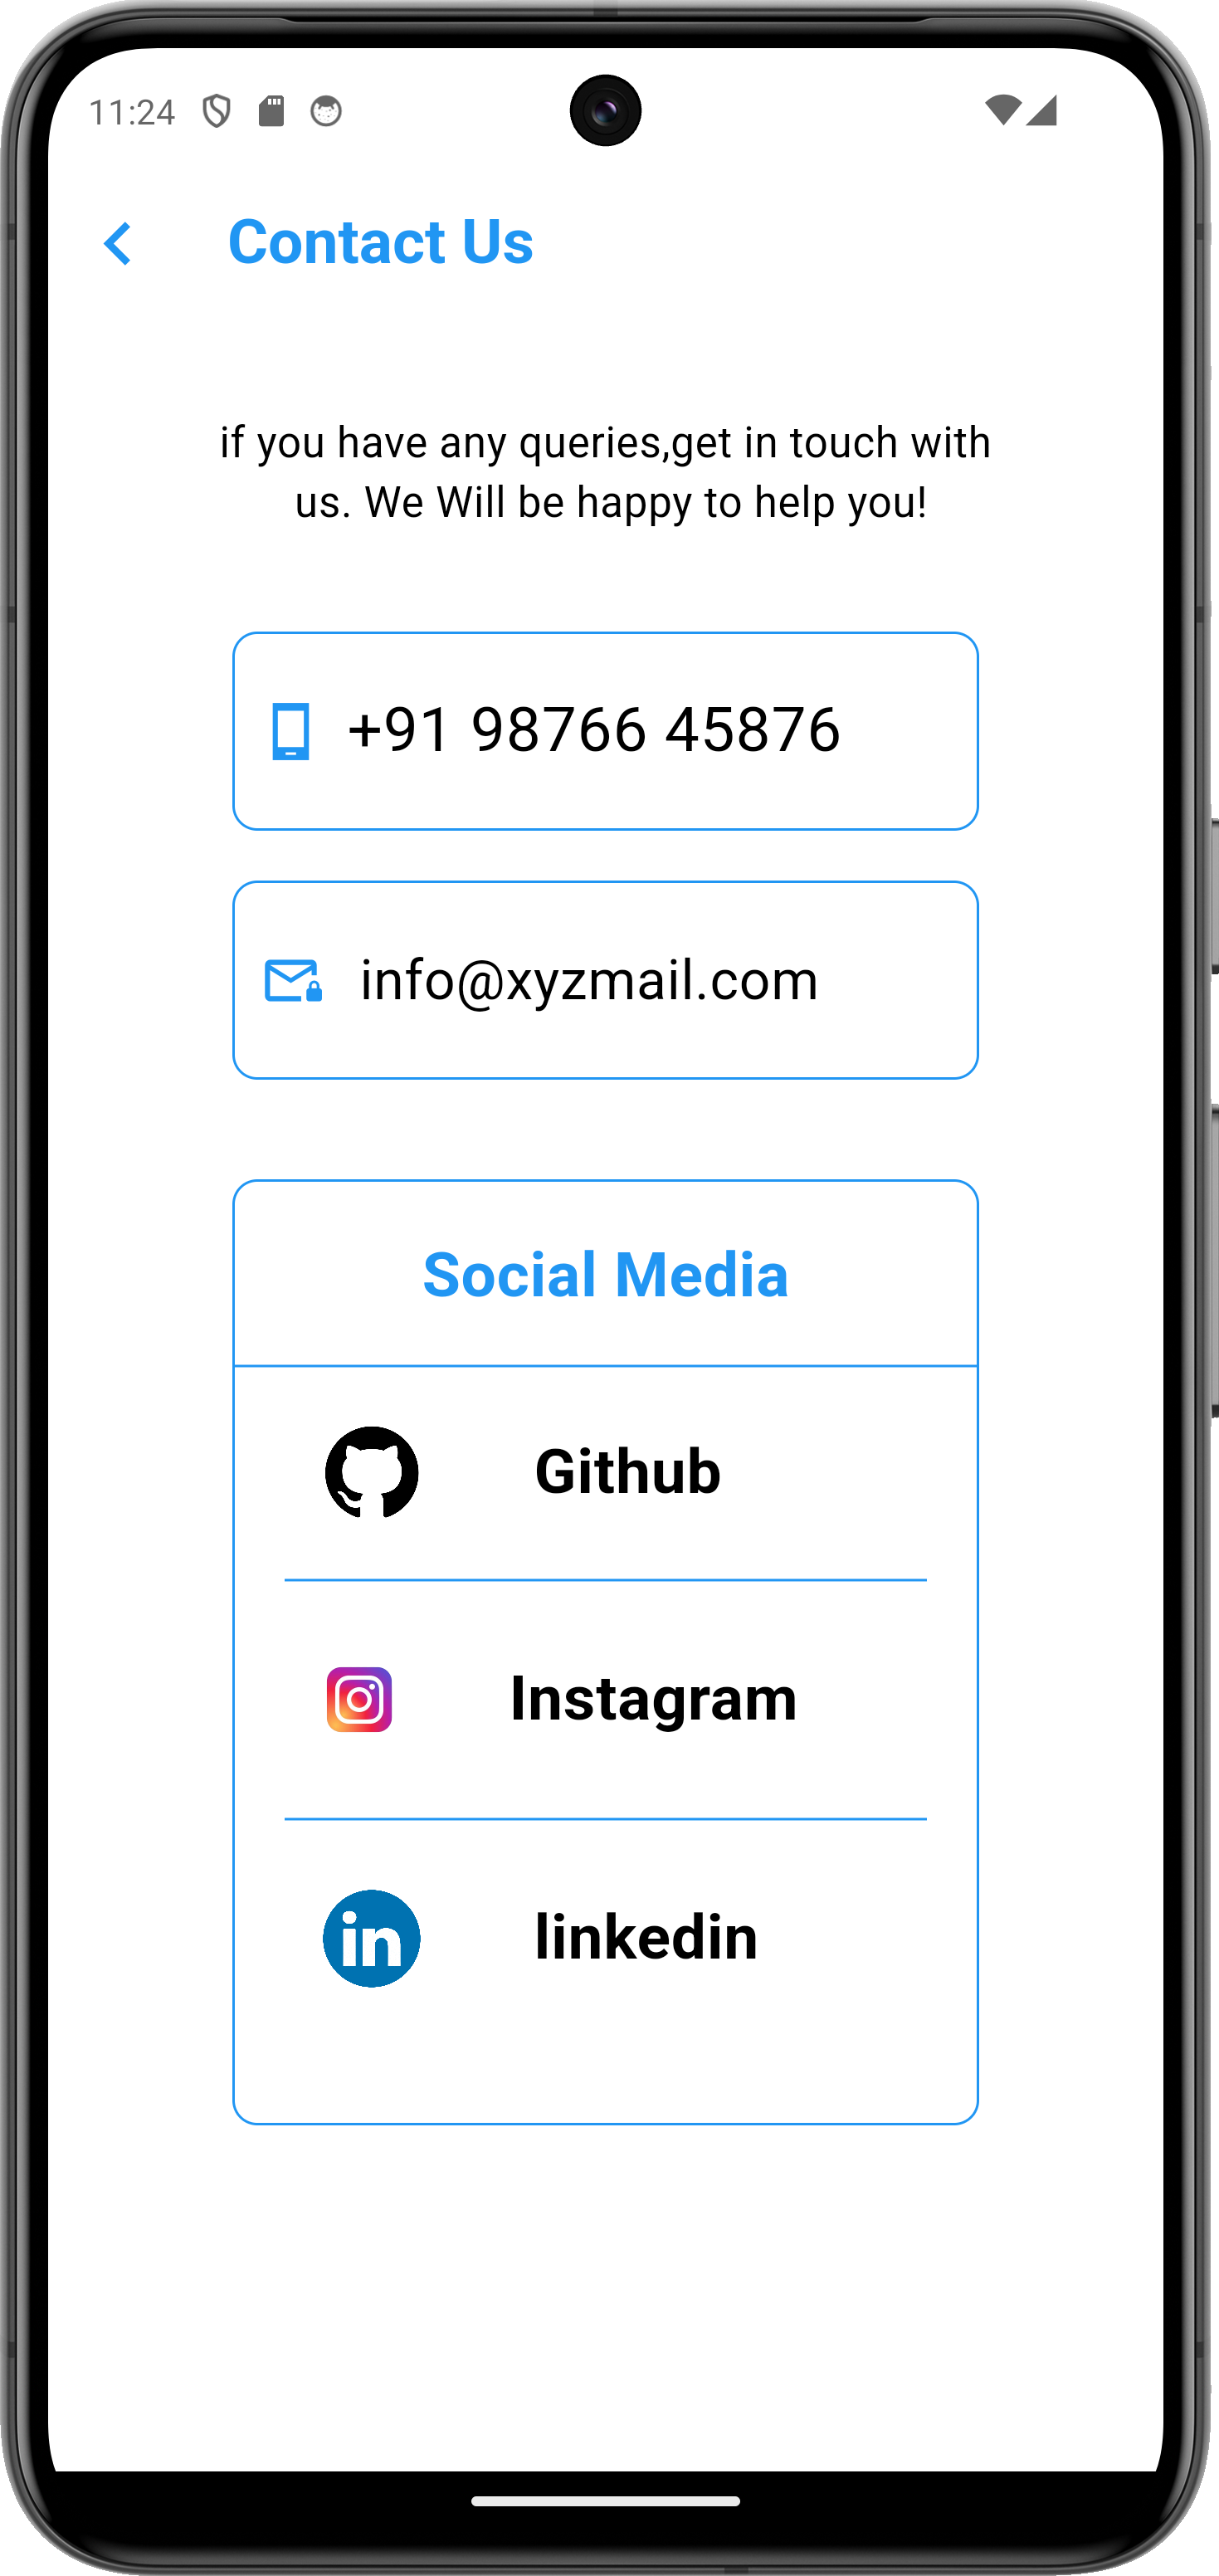 11:24
Contact Us
if you have any queries,get in touch with
us. We Will be happy to help you!
+91 98766 45876
info@xyzmail.com
Social Media
Github
Instagram
in
linkedin